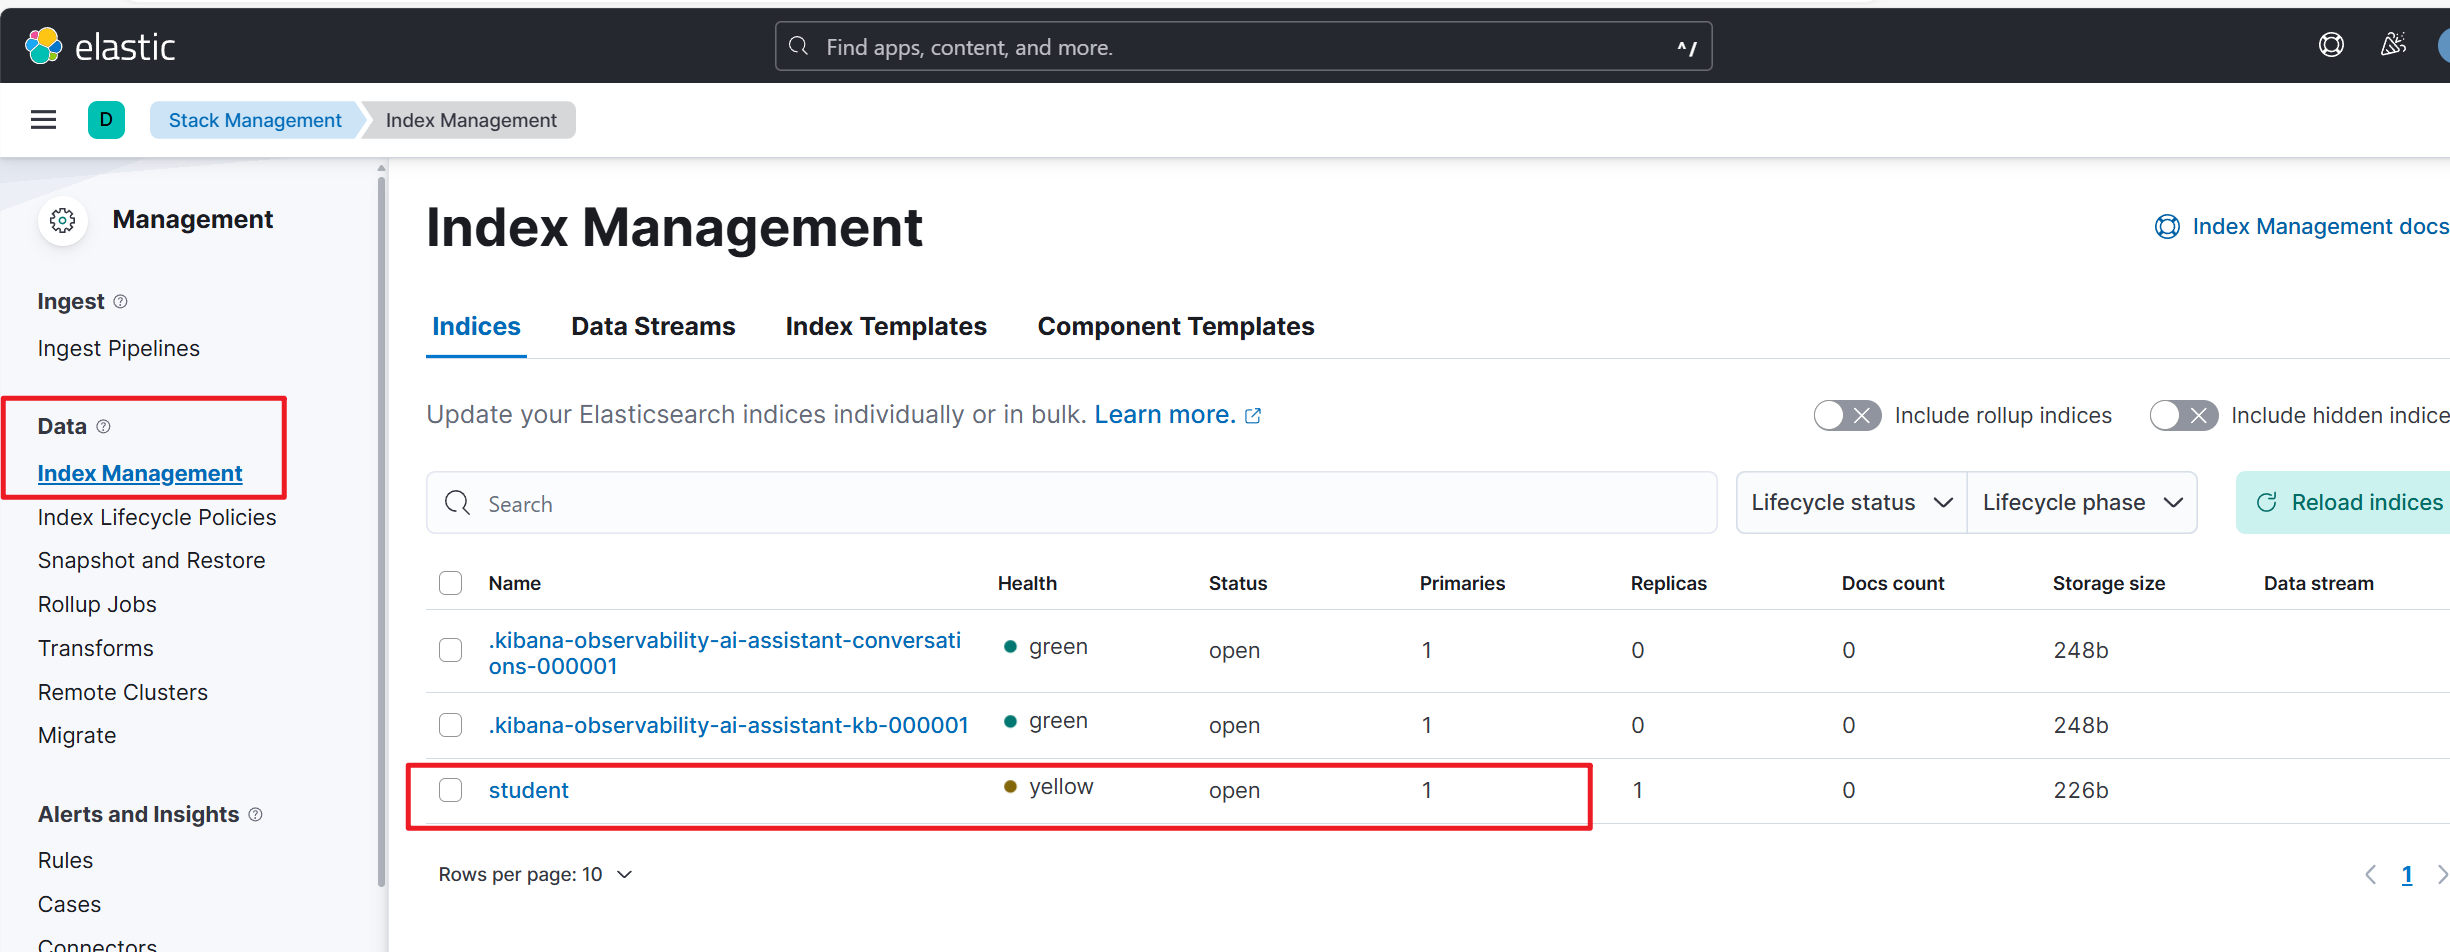 elastic
Find apps, content, and more.
^/
D
Stack Management
Index Management
Management
Ingest
Ingest Pipelines
Data
Index Management
Index Lifecycle Policies
Snapshot and Restore
Rollup Jobs
Transforms
Remote Clusters
Migrate
Alerts and Insights
Rules
Cases
Connectors
Index Management
Index Management docs
Indices Data Streams Index Templates Component Templates
Update your Elasticsearch indices individually or in bulk. Learn more.
Include rollup indices
Include hidden indice
Search
Lifecycle status
Lifecycle phase
Reload indices
Name Health Status Primaries Replicas Docs count Storage size Data stream
.kibana-observability-ai-assistant-conversati
ons-000001
green open 1 0 0 248b
.kibana-observability-ai-assistant-kb-000001 green open 1 0 0 248b
student yellow open 1 1 0 226b
Rows per page: 10
1